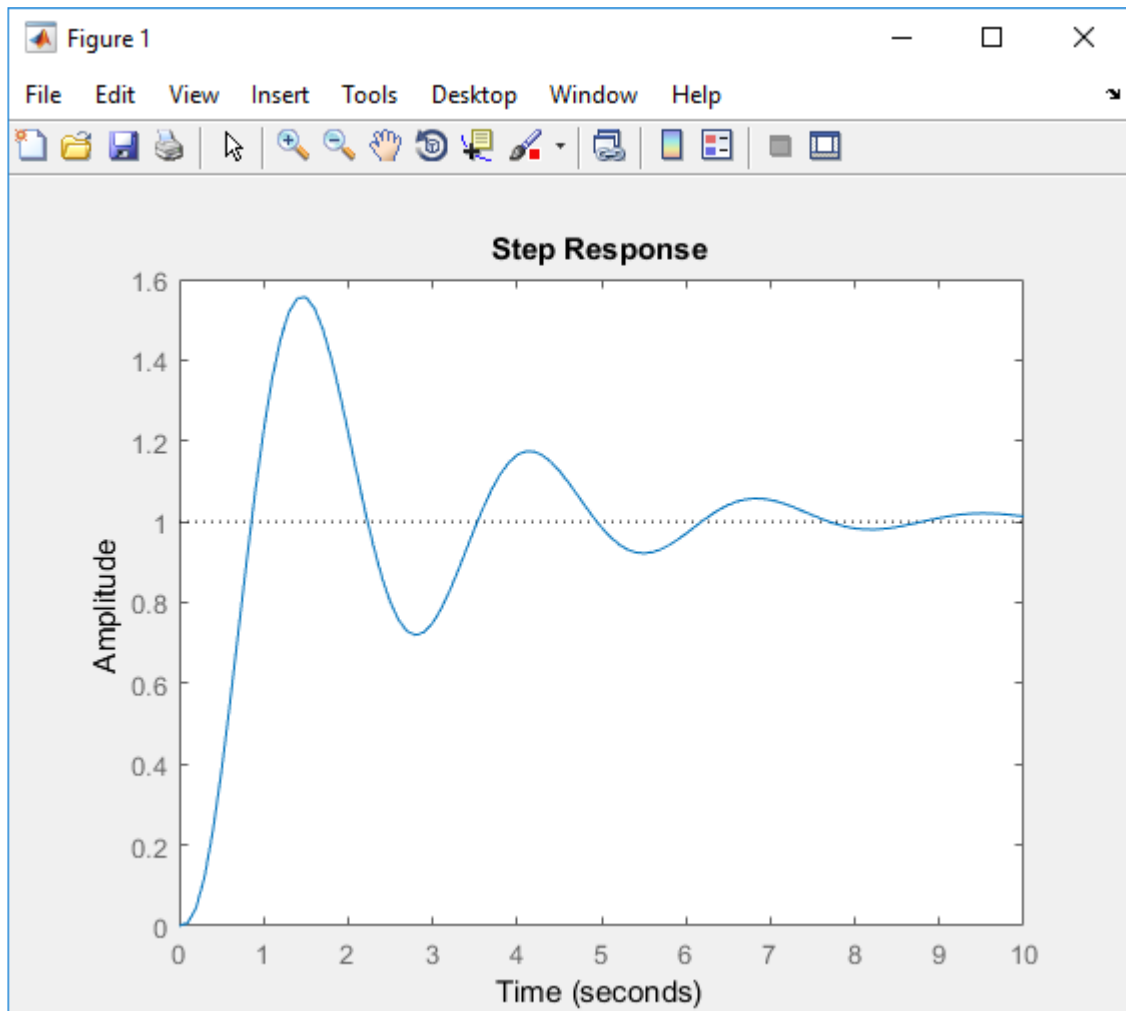 Figure 1
File Edit View Insert Tools Desktop Window Help
Step Response
1.6
1.4
1.2
1
0.8
0.6
0.4
0.2
0
Amplitude
0 1 2 3 4 5 6 7 8 9 10
Time (seconds)